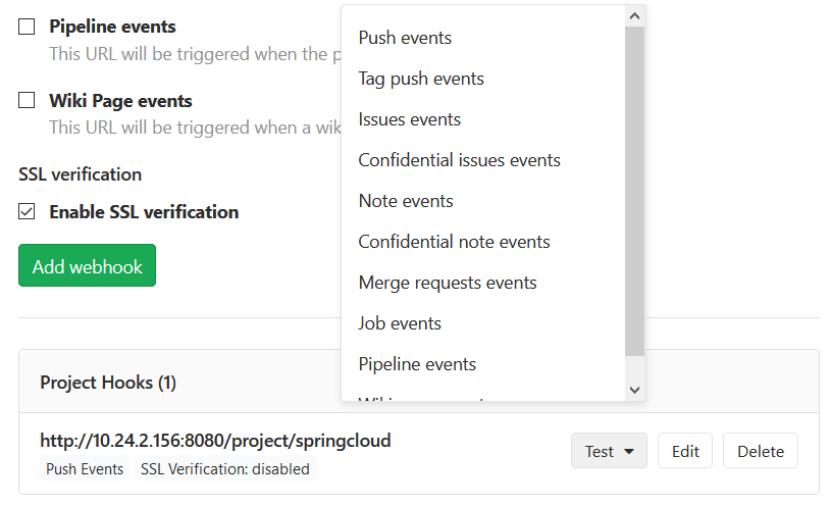 Pipeline events
This URL will be triggered when the p
Wiki Page events
This URL will be triggered when a wik
SSL verification
Enable SSL verification
Add webhook
Push events
Tag push events
Issues events
Confidential issues events
Note events
Confidential note events
Merge requests events
Job events
Pipeline events
Project Hooks (1)
http://10.24.2.156:8080/project/springcloud
Push Events SSL Verification: disabled
Test Edit Delete